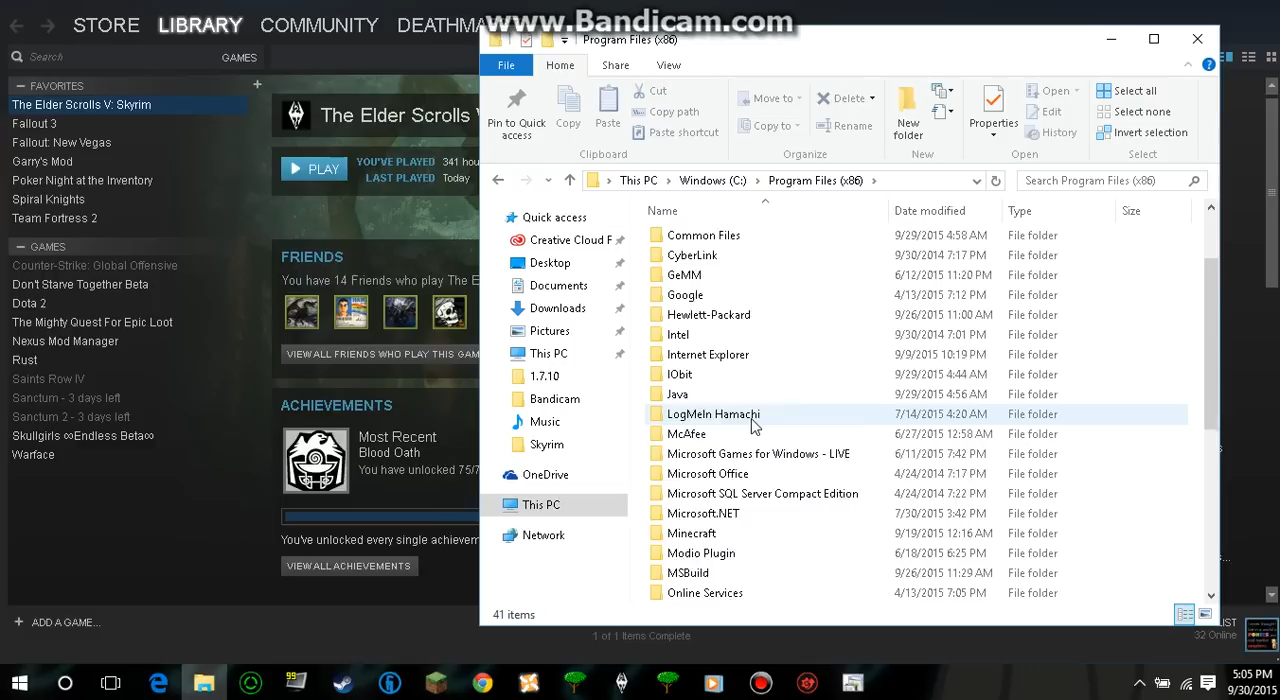 www.Bandicam.com
STORE LIBRARY COMMUNITY DEATHMA
Search GAMES
FAVORITES
The Elder Scrolls V: Skyrim
Fallout 3
Fallout: New Vegas
Garry's Mod
Poker Night at the Inventory
Spiral Knights
Team Fortress 2
GAMES
Counter-Strike: Global Offensive
Don't Starve Together Beta
Dota 2
The Mighty Quest For Epic Loot
Nexus Mod Manager
Rust
Saints Row IV
Sanctum - 3 days left
Sanctum 2 - 3 days left
Skullgirls ∞Endless Beta∞
Warface
+ ADD A GAME...
The Elder Scrolls V
PLAY
YOU'VE PLAYED 341 hou
LAST PLAYED Today
FRIENDS
You have 14 Friends who play The E
VIEW ALL FRIENDS WHO PLAY THIS GAM
ACHIEVEMENTS
Most Recent
Blood Oath
You have unlocked 75/7
You've unlocked every single achievem
VIEW ALL ACHIEVEMENTS
1 of 1 Items Complete
32 Online
Program Files (x86)
File Home Share View
Pin to Quick access
Copy
Paste
Cut
Copy path
Paste shortcut
Clipboard
Move to
Copy to
Delete
Rename
Organize
New folder
New
Properties
Open
Edit
History
Open
Select all
Select none
Invert selection
Select
This PC > Windows (C:) > Program Files (x86) >
Search Program Files (x86)
Quick access
Creative Cloud F
Desktop
Documents
Downloads
Pictures
This PC
1.7.10
Bandicam
Music
Skyrim
OneDrive
This PC
Network
Name Date modified Type Size
Common Files 9/29/2015 4:58 AM File folder
CyberLink 9/30/2014 7:17 PM File folder
GeMM 6/12/2015 11:20 PM File folder
Google 4/13/2015 7:12 PM File folder
Hewlett-Packard 9/26/2015 11:00 AM File folder
Intel 9/30/2014 7:01 PM File folder
Internet Explorer 9/9/2015 10:19 PM File folder
IObit 9/29/2015 4:44 AM File folder
Java 9/29/2015 4:56 AM File folder
LogMeIn Hamachi 7/14/2015 4:20 AM File folder
McAfee 6/27/2015 12:58 AM File folder
Microsoft Games for Windows - LIVE 6/11/2015 7:42 PM File folder
Microsoft Office 4/24/2014 7:17 PM File folder
Microsoft SQL Server Compact Edition 4/24/2014 7:22 PM File folder
Microsoft.NET 7/30/2015 3:42 PM File folder
Minecraft 9/19/2015 12:16 AM File folder
Modio Plugin 6/18/2015 6:25 PM File folder
MSBuild 9/26/2015 11:29 AM File folder
Online Services 4/13/2015 7:05 PM File folder
41 items
99
5:05 PM
9/30/2015